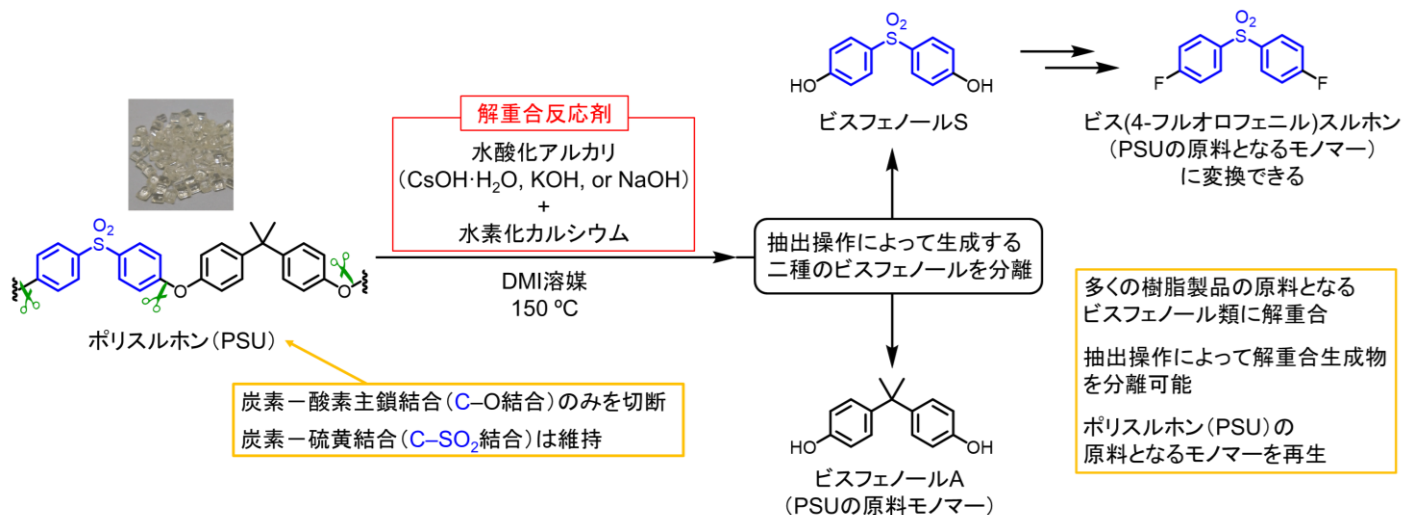 O2
S
ポリスルホン（PSU）
O
O
炭素－酸素主鎖結合（C–O結合）のみを切断
炭素－硫黄結合（C–SO2結合）は維持
解重合反応剤
水酸化アルカリ
（CsOH·H2O, KOH, or NaOH）
+
水素化カルシウム
DMI溶媒
150 ºC
抽出操作によって生成する
二種のビスフェノールを分離
O2
S
HO
OH
ビスフェノールS
O2
S
F
F
ビス(4-フルオロフェニル)スルホン
（PSUの原料となるモノマー）
に変換できる
HO
OH
ビスフェノールA
（PSUの原料モノマー）
多くの樹脂製品の原料となる
ビスフェノール類に解重合
抽出操作によって解重合生成物
を分離可能
ポリスルホン（PSU）の
原料となるモノマーを再生